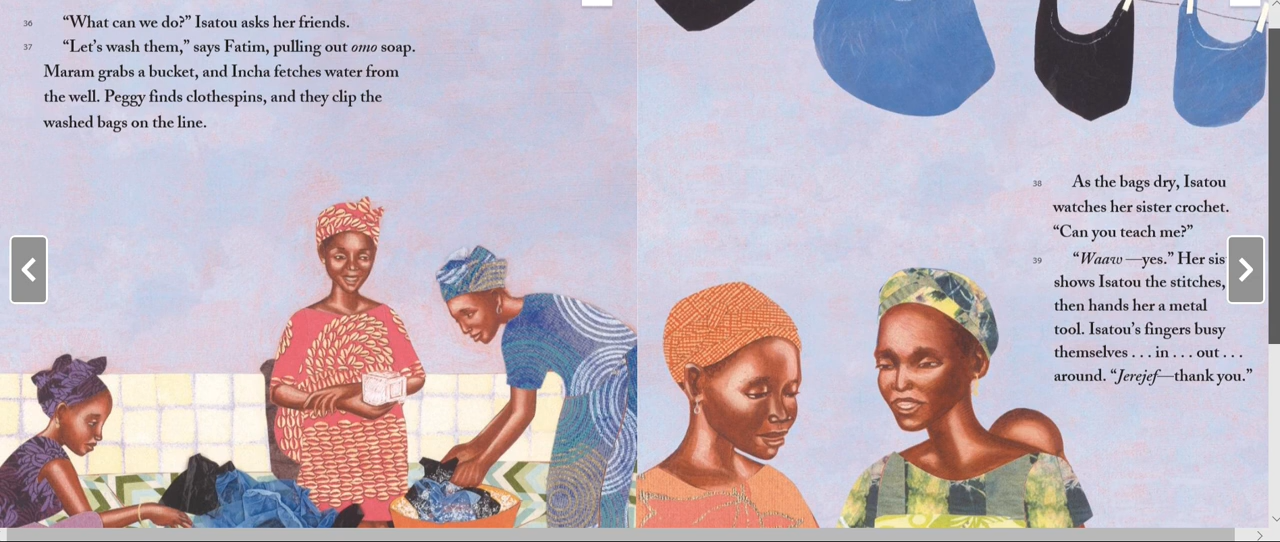 36 “What can we do?” Isatou asks her friends.
37 “Let’s wash them,” says Fatim, pulling out omo soap.
Maram grabs a bucket, and Incha fetches water from
the well. Peggy finds clothespins, and they clip the
washed bags on the line.
38 As the bags dry, Isatou
watches her sister crochet.
“Can you teach me?”
39 “Waaw —yes.” Her sis
shows Isatou the stitches,
then hands her a metal
tool. Isatou’s fingers busy
themselves . . . in . . . out . . .
around. “Jerejef—thank you.”